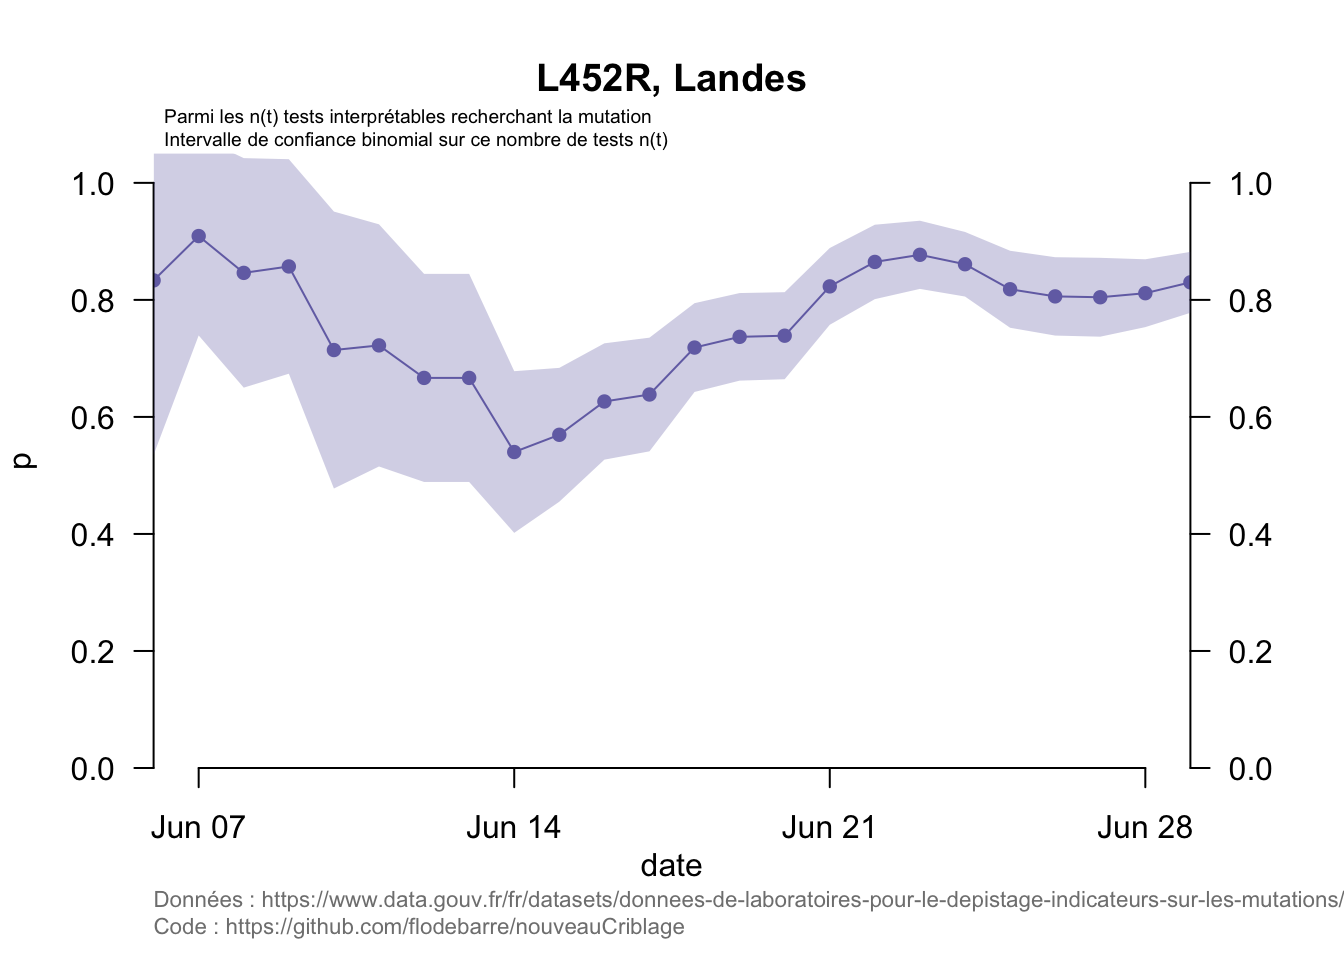 L452R, Landes
Parmi les n(t) tests interprétables recherchant la mutation
Intervalle de confiance binomial sur ce nombre de tests n(t)
1.0
0.8
0.6
0.4
0.2
0.0
p
1.0
0.8
0.6
0.4
0.2
0.0
Jun 07 Jun 14 Jun 21 Jun 28
date
Données : https://www.data.gouv.fr/fr/datasets/donnees-de-laboratoires-pour-le-depistage-indicateurs-sur-les-mutations/
Code : https://github.com/flodebarre/nouveauCriblage